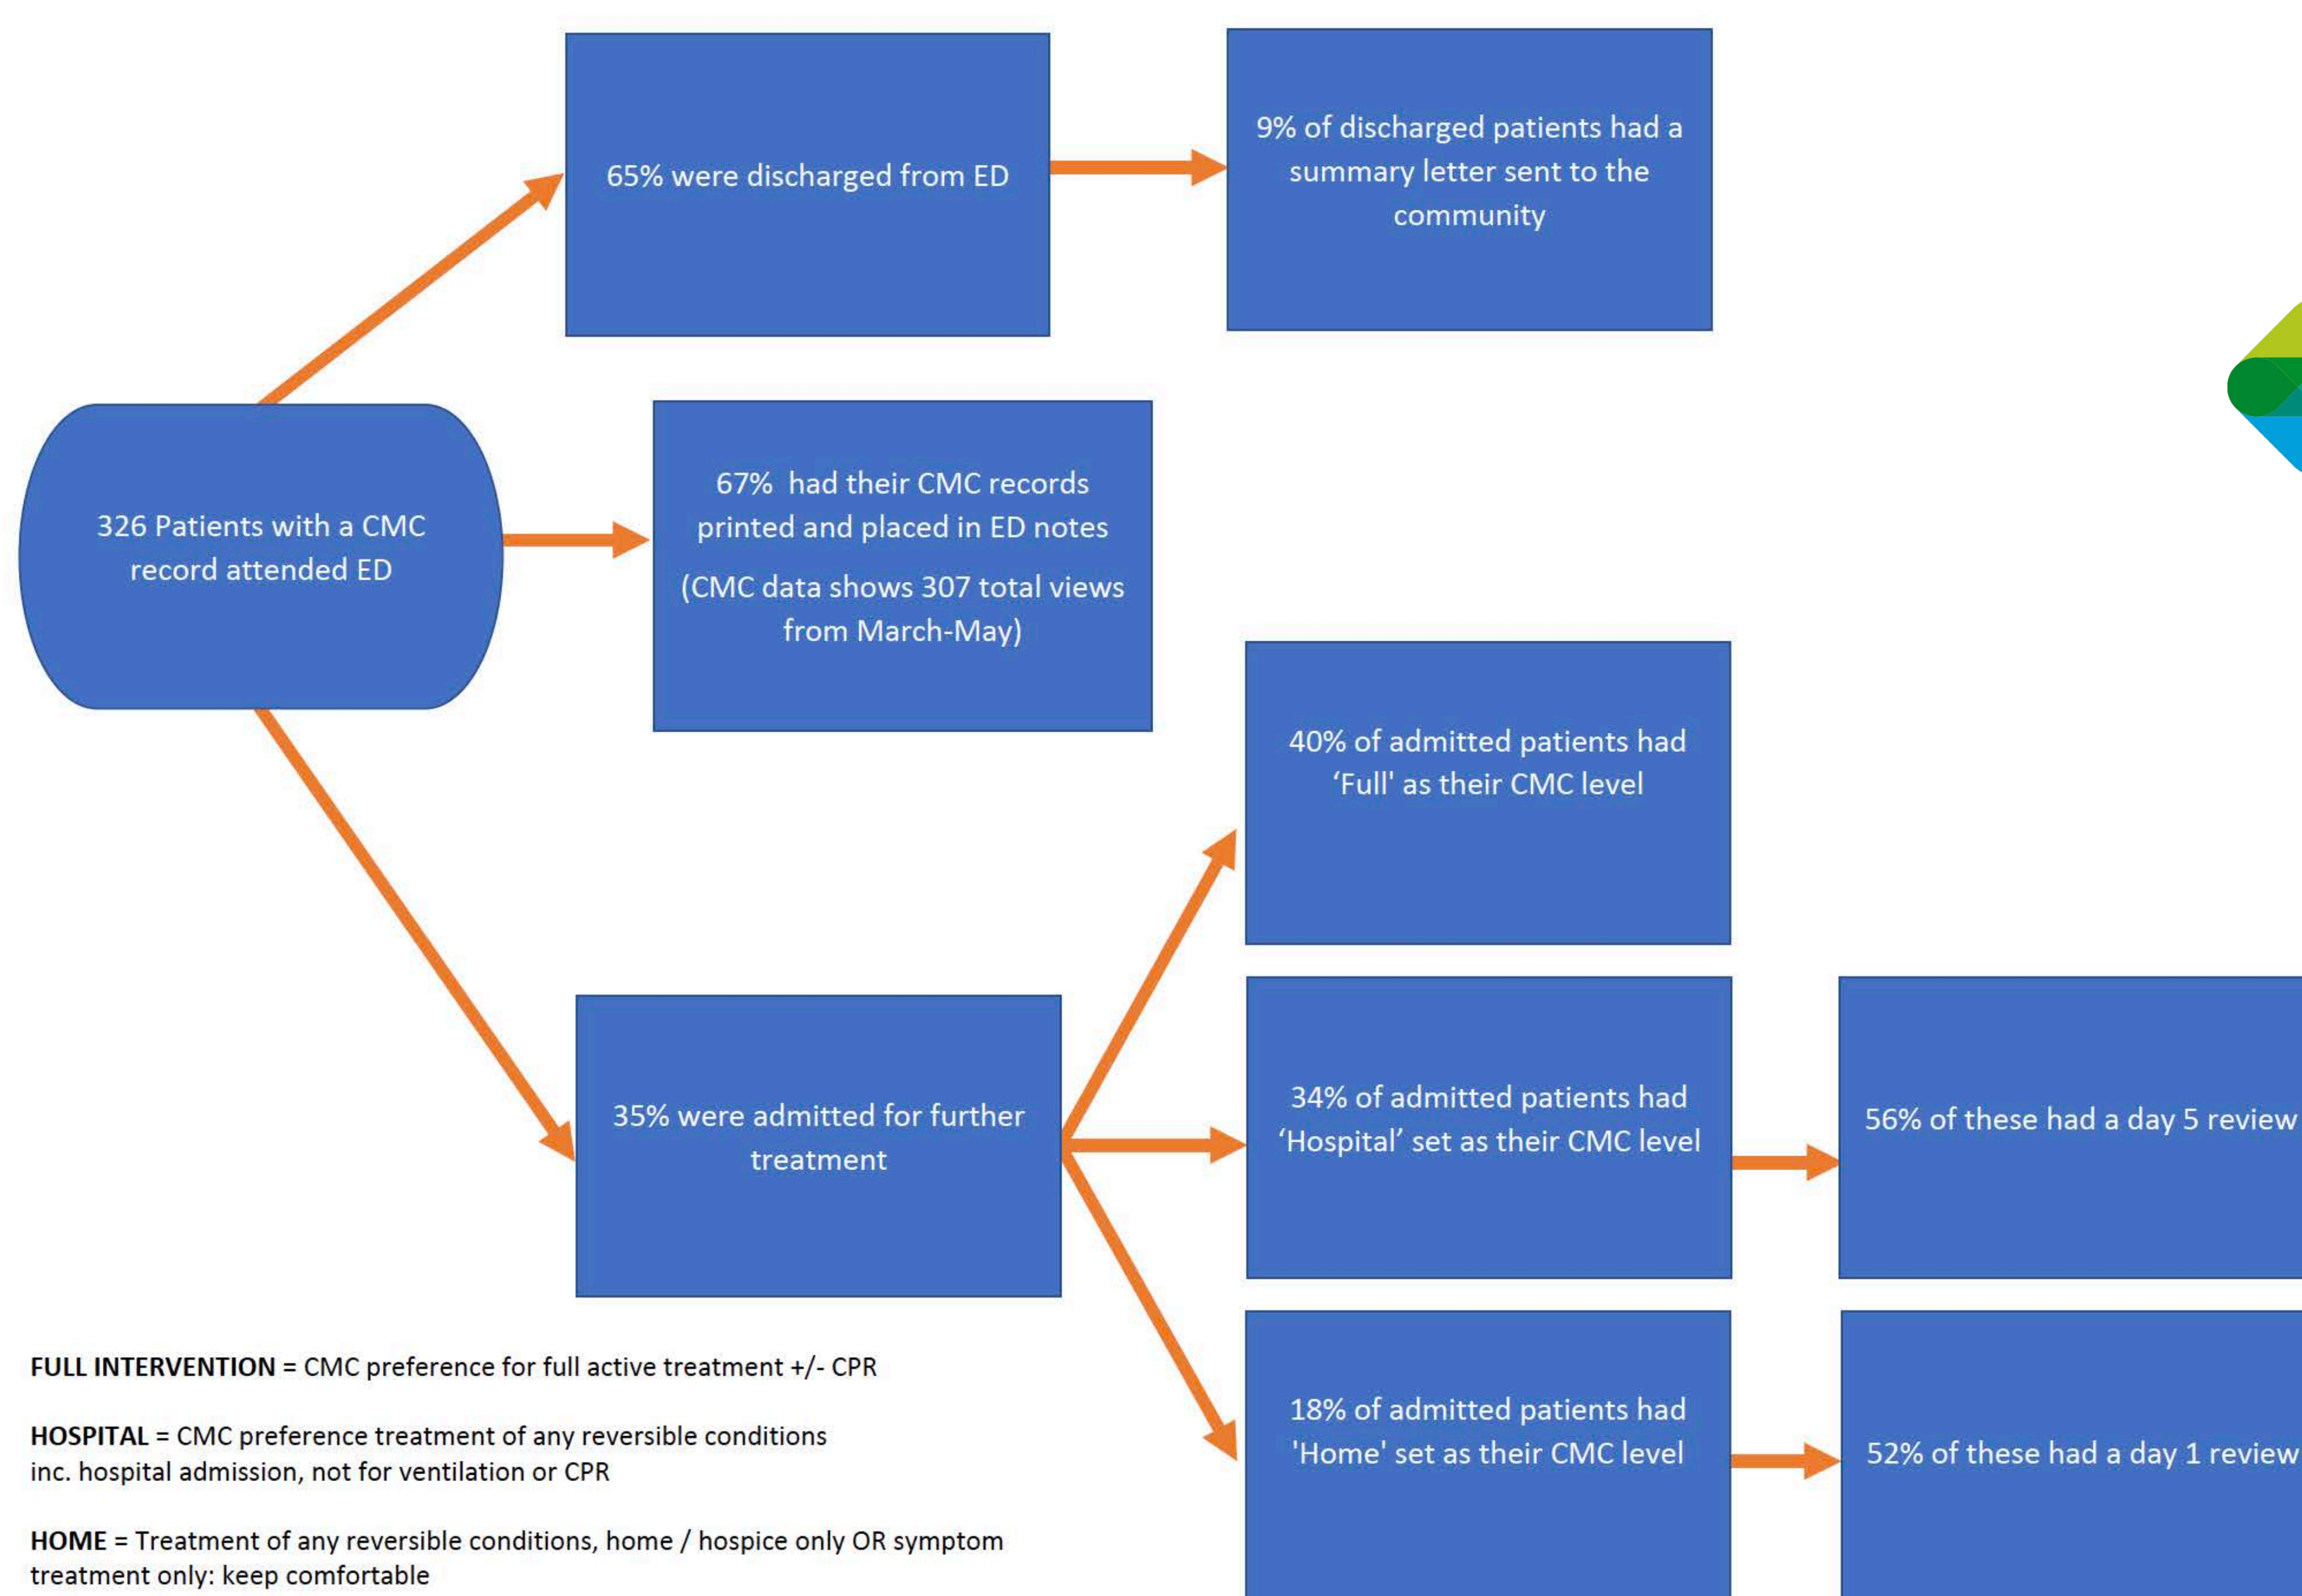 65% were discharged from ED
9% of discharged patients had a
summary letter sent to the
community
326 Patients with a CMC
record attended ED
67%  had their CMC records
printed and placed in ED notes
(CMC data shows 307 total views
from March-May)
40% of admitted patients had
‘Full' as their CMC level
35% were admitted for further
treatment
34% of admitted patients had
‘Hospital’ set as their CMC level
56% of these had a day 5 review
18% of admitted patients had
'Home' set as their CMC level
52% of these had a day 1 review
FULL INTERVENTION = CMC preference for full active treatment +/- CPR
HOSPITAL = CMC preference treatment of any reversible conditions
inc. hospital admission, not for ventilation or CPR
HOME = Treatment of any reversible conditions, home / hospice only OR symptom
treatment only: keep comfortable